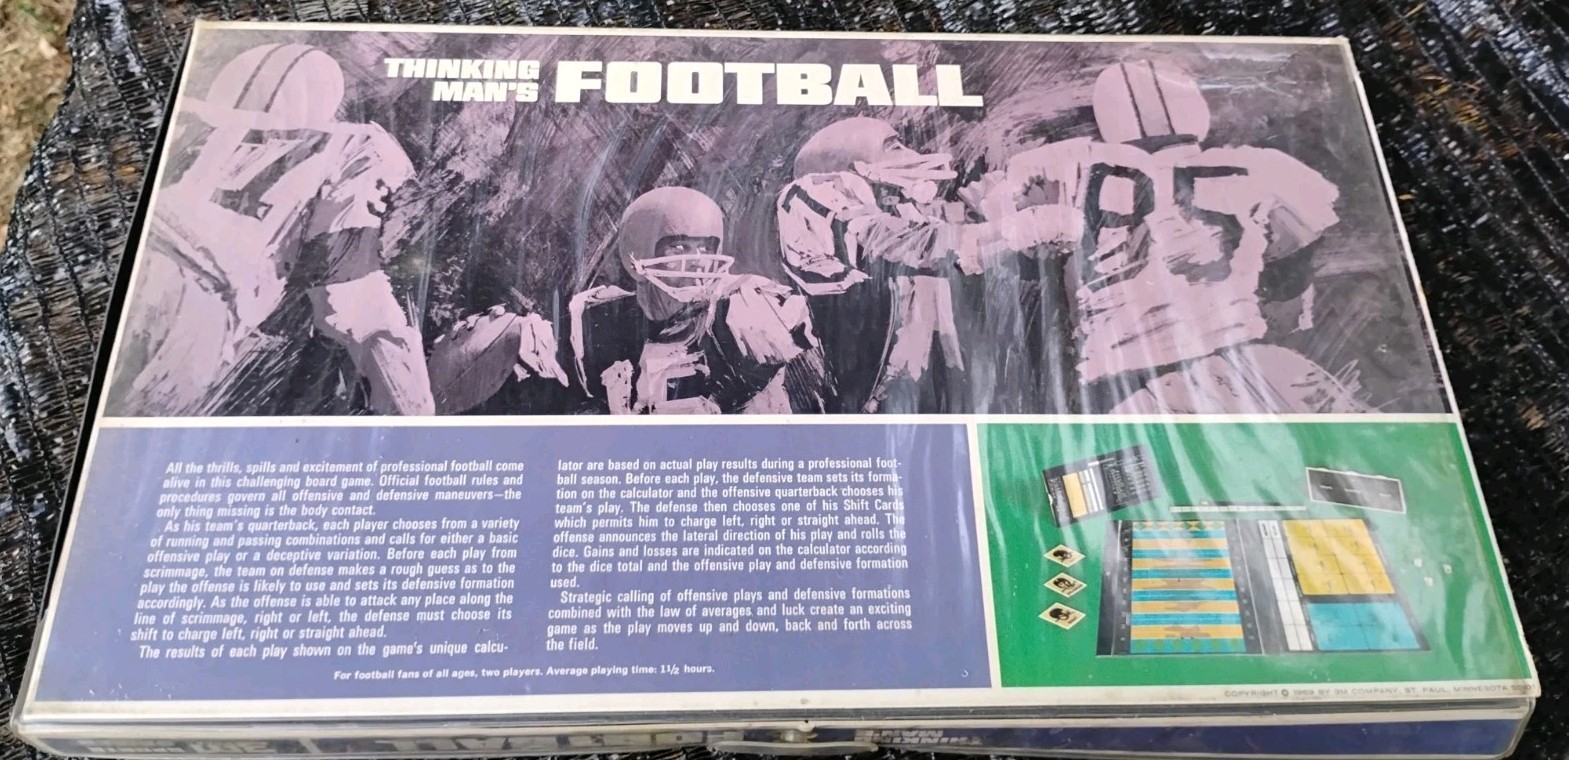 THINKING
MAN'S
FOOTBALL
85
All the thrills, spills and excitement of professional football come
alive in this challenging board game. Official football rules and
procedures govern all offensive and defensive maneuvers—the
only thing missing is the body contact.
As his team's quarterback, each player chooses from a variety
of running and passing combinations and calls for either a basic
offensive play or a deceptive variation. Before each play from
scrimmage, the team on defense makes a rough guess as to the
play the offense is likely to use and sets its defensive formation
accordingly. As the offense is able to attack any place along the
line of scrimmage, right or left, the defense must choose its
shift to charge left, right or straight ahead.
The results of each play shown on the game's unique calcu-
lator are based on actual play results during a professional foot-
ball season. Before each play, the defensive team sets its forma-
tion on the calculator and the offensive quarterback chooses his
team's play. The defense then chooses one of his Shift Cards
which permits him to charge left, right or straight ahead. The
offense announces the lateral direction of his play and rolls the
dice. Gains and losses are indicated on the calculator according
to the dice total and the offensive play and defensive formation
used.
Strategic calling of offensive plays and defensive formations
combined with the law of averages and luck create an exciting
game as the play moves up and down, back and forth across
the field.
For football fans of all ages, two players. Average playing time: 1½ hours.
COPYRIGHT © 1969 BY 3M COMPANY, ST. PAUL, MINNESOTA
THINKING
MAN'S
FOOTBALL